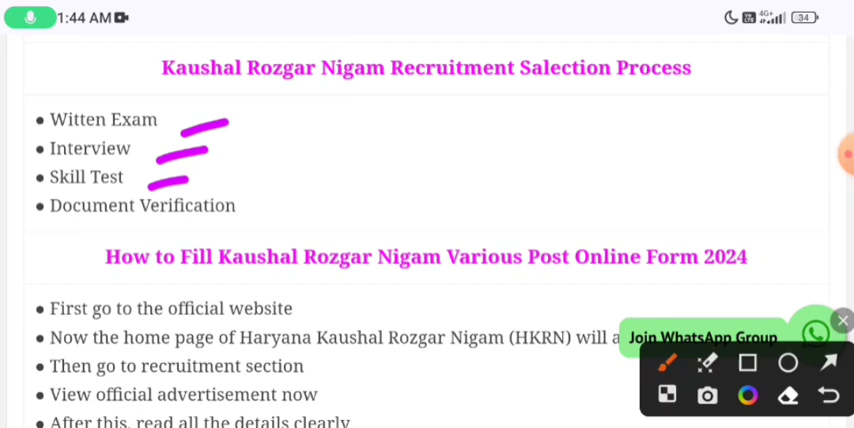 1:44 AM
4G+
34
Kaushal Rozgar Nigam Recruitment Salection Process
● Witten Exam
● Interview
● Skill Test
● Document Verification
How to Fill Kaushal Rozgar Nigam Various Post Online Form 2024
● First go to the official website
● Now the home page of Haryana Kaushal Rozgar Nigam (HKRN) will
Join WhatsApp Group
● Then go to recruitment section
● View official advertisement now
● After this, read all the details clearly